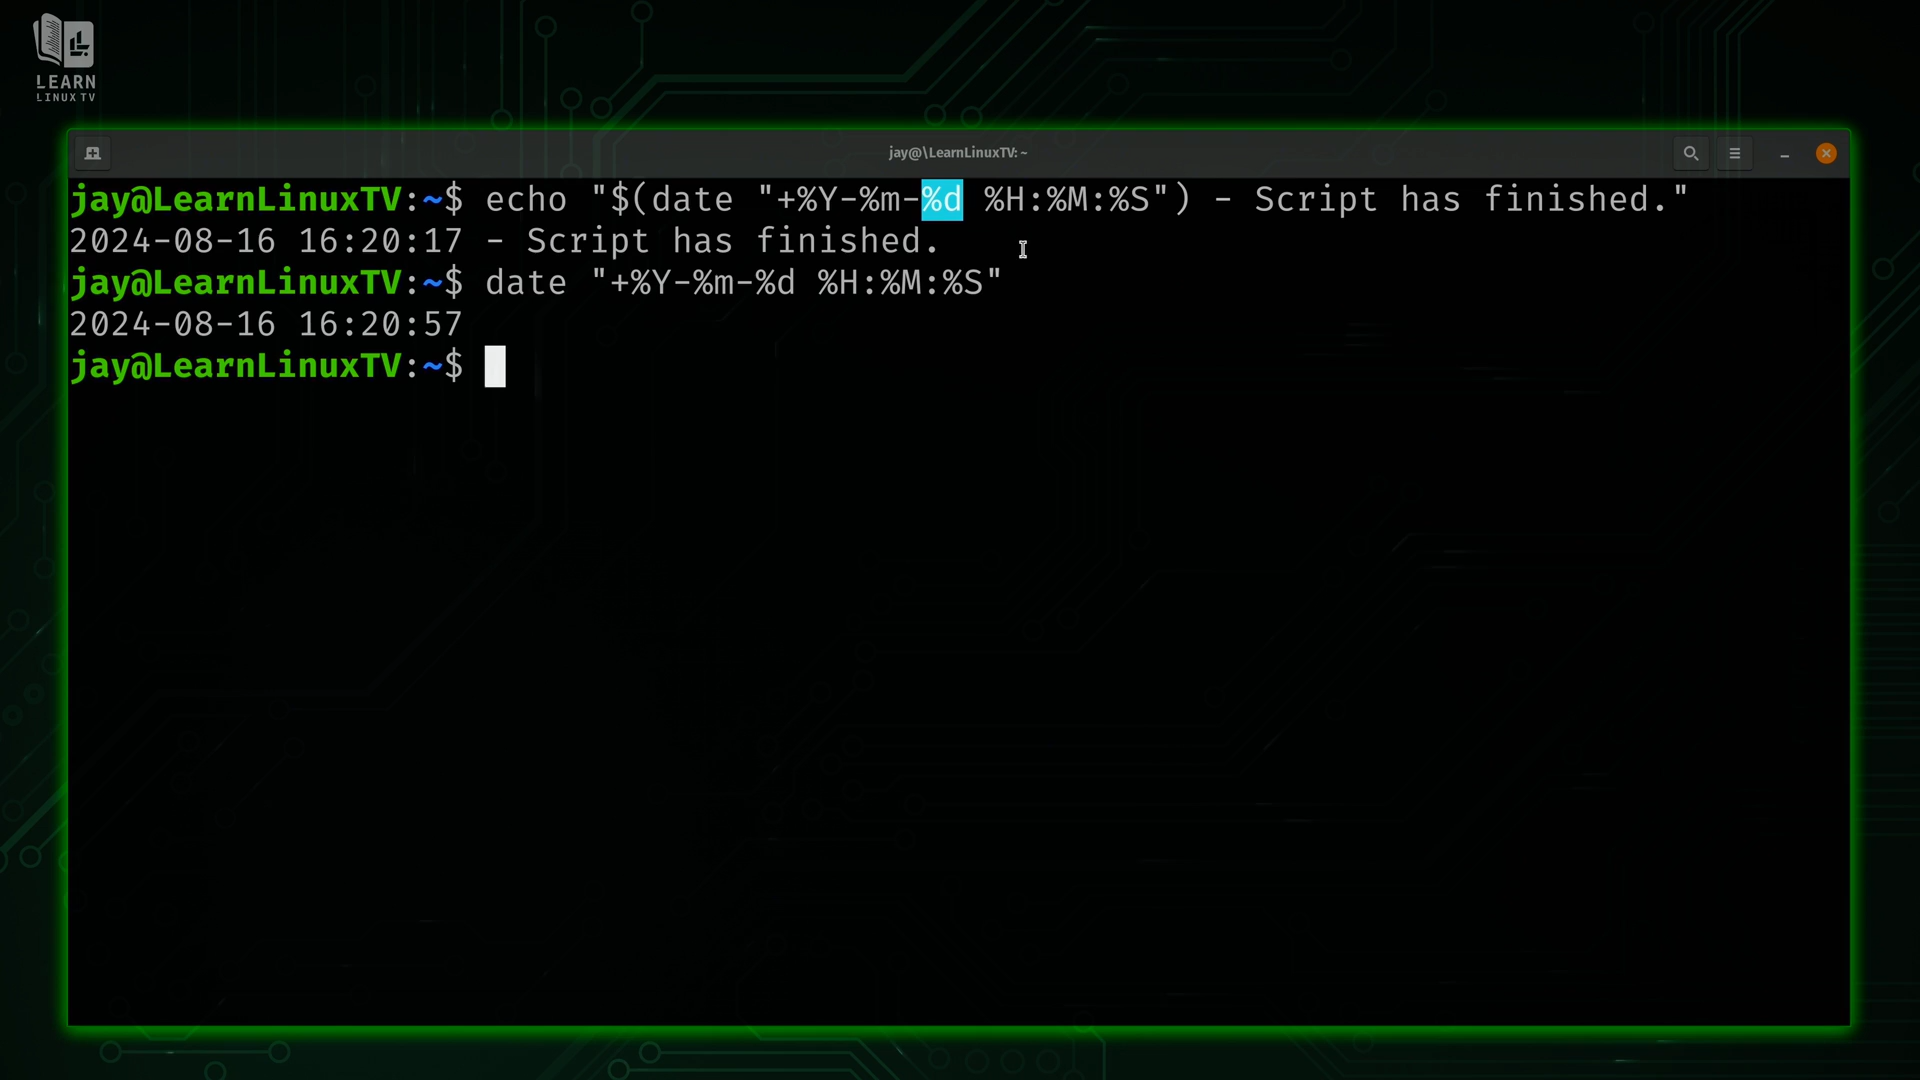 LEARN
LINUX TV
jay@\LearnLinuxTV: ~
jay@LearnLinuxTV:~$ echo "$(date "+%Y-%m-%d %H:%M:%S") - Script has finished."
2024-08-16 16:20:17 - Script has finished.
jay@LearnLinuxTV:~$ date "+%Y-%m-%d %H:%M:%S"
2024-08-16 16:20:57
jay@LearnLinuxTV:~$